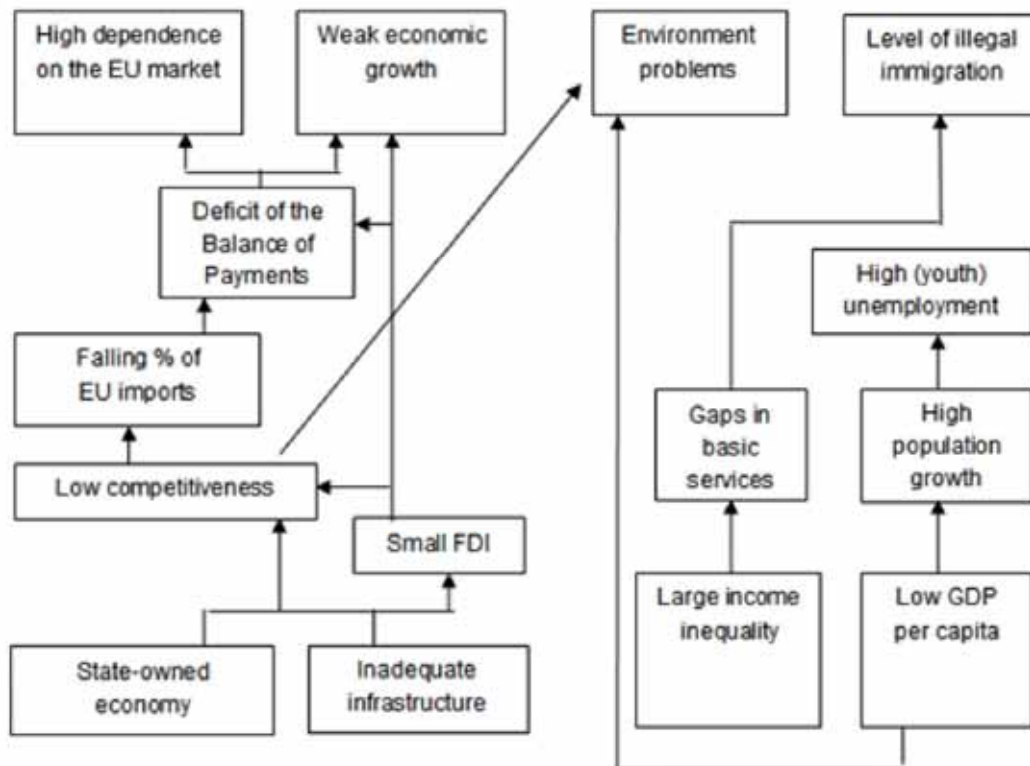 High dependence
on the EU market
Weak economic
growth
Environment
problems
Level of illegal
immigration
Deficit of the
Balance of
Payments
High (youth)
unemployment
Falling % of
EU imports
Gaps in
basic
services
High
population
growth
Low competitiveness
Small FDI
Large income
inequality
Low GDP
per capita
State-owned
economy
Inadequate
infrastructure